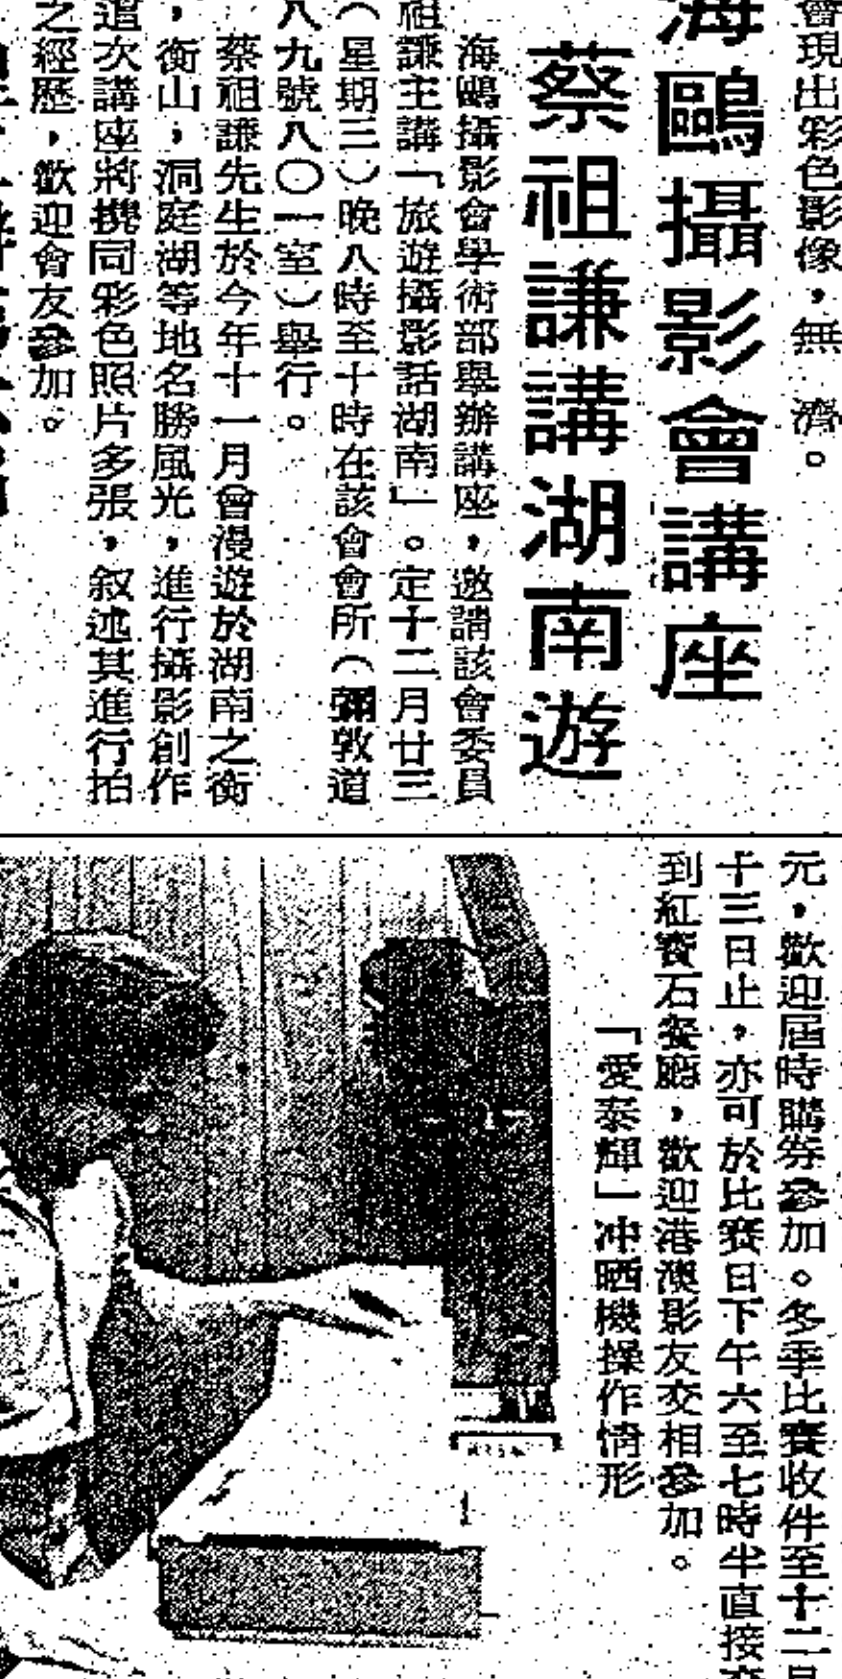 會現出彩色影像，無 濟。
海鷗攝影會講座
蔡祖謙講湖南遊
海鷗攝影會學術部舉辦講座，邀請該會委員
祖謙主講「旅遊攝影話湖南」。定十二月廿三
（星期三）晚八時至十時在該會會所（彌敦道
八九號八〇一室）舉行。
蔡祖謙先生於今年十一月曾漫遊於湖南之衡
，衡山，洞庭湖等地名勝風光，進行攝影創作
這次講座將携同彩色照片多張，叙述其進行拍
之經歷，歡迎會友參加。
元，歡迎屆時購券參加。冬季比賽收件至十二月
十三日止，亦可於比賽日下午六至七時半直接
到紅寶石餐廳，歡迎港澳影友交相參加。
「愛泰輝」冲晒機操作情形